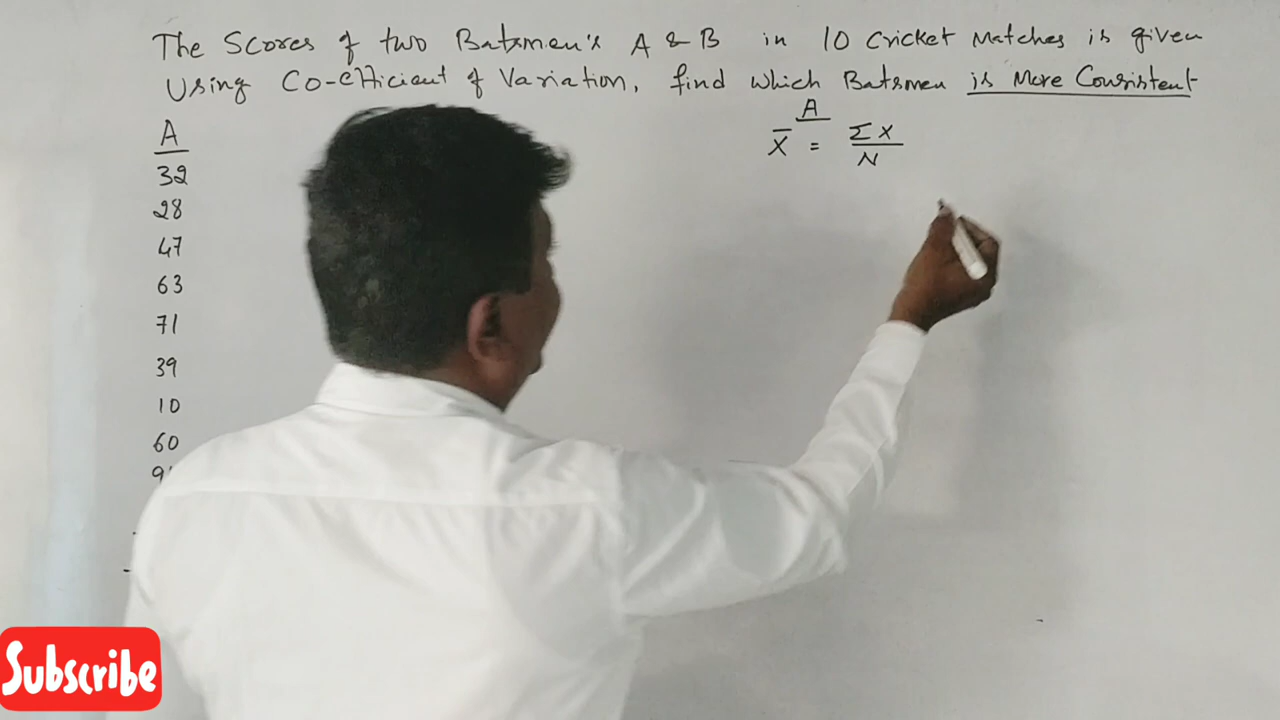 The Scores of two Batsmen's A & B in 10 Cricket Matches is given
Using Co-efficient of Variation, find which Batsmen is More Consistent
A
32
28
47
63
71
39
10
60
A
X̄ = ΣX
N
Subscribe